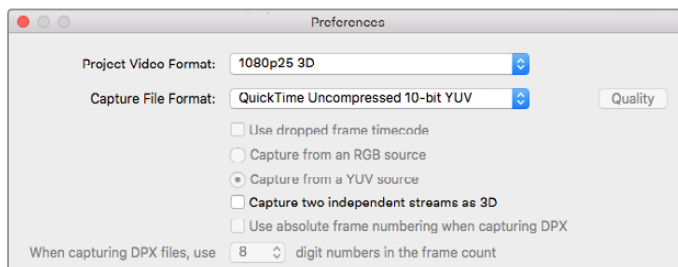 Preferences
Project Video Format: 1080p25 3D
Capture File Format: QuickTime Uncompressed 10-bit YUV Quality
Use dropped frame timecode
Capture from an RGB source
Capture from a YUV source
Capture two independent streams as 3D
Use absolute frame numbering when capturing DPX
When capturing DPX files, use 8 digit numbers in the frame count